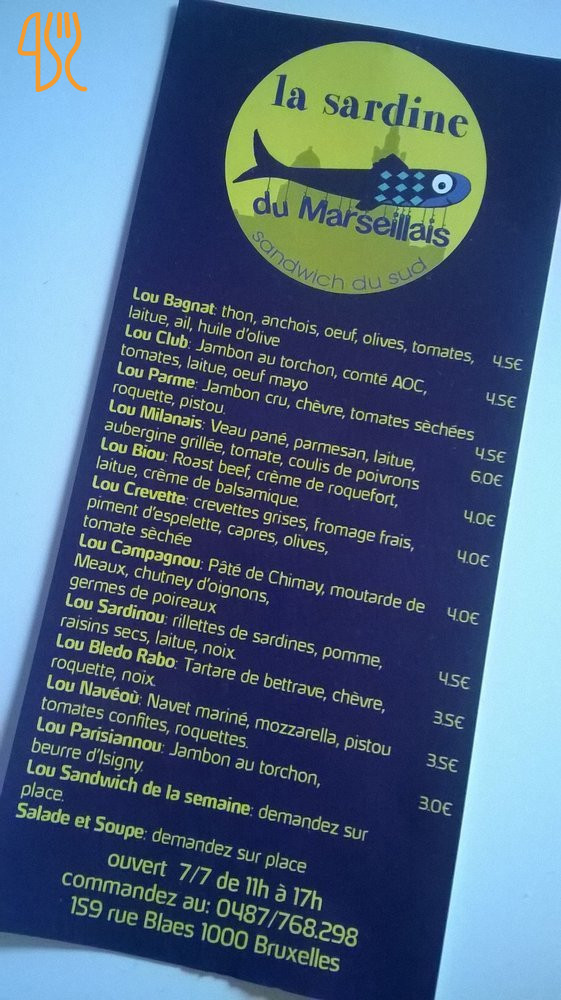 la sardine
du Marseillais
sandwich du sud
Lou Bagnat: thon, anchois, oeuf, olives, tomates,
laitue, ail, huile d'olive 4.5€
Lou Club: Jambon au torchon, comté AOC,
tomates, laitue, oeuf mayo 4.5€
Lou Parme: Jambon cru, chèvre, tomates sèchées
roquette, pistou. 4.5€
Lou Milanais: Veau pané, parmesan, laitue,
aubergine grillée, tomate, coulis de poivrons 6.0€
Lou Biou: Roast beef, crème de roquefort,
laitue, crème de balsamique. 4.0€
Lou Crevette: crevettes grises, fromage frais,
piment d'espelette, capres, olives, 4.0€
tomate sèchée
Lou Campagnou: Pâté de Chimay, moutarde de
Meaux, chutney d'oignons, 4.0€
germes de poireaux
Lou Sardinou: rillettes de sardines, pomme,
raisins secs, laitue, noix. 4.5€
Lou Bledo Rabo: Tartare de bettrave, chèvre,
roquette, noix. 3.5€
Lou Navéoù: Navet mariné, mozzarella, pistou
tomates confites, roquettes. 3.5€
Lou Parisiannou: Jambon au torchon,
beurre d'Isigny. 3.0€
Lou Sandwich de la semaine: demandez sur
place.
Salade et Soupe: demandez sur place
ouvert 7/7 de 11h à 17h
commandez au: 0487/768.298
159 rue Blaes 1000 Bruxelles